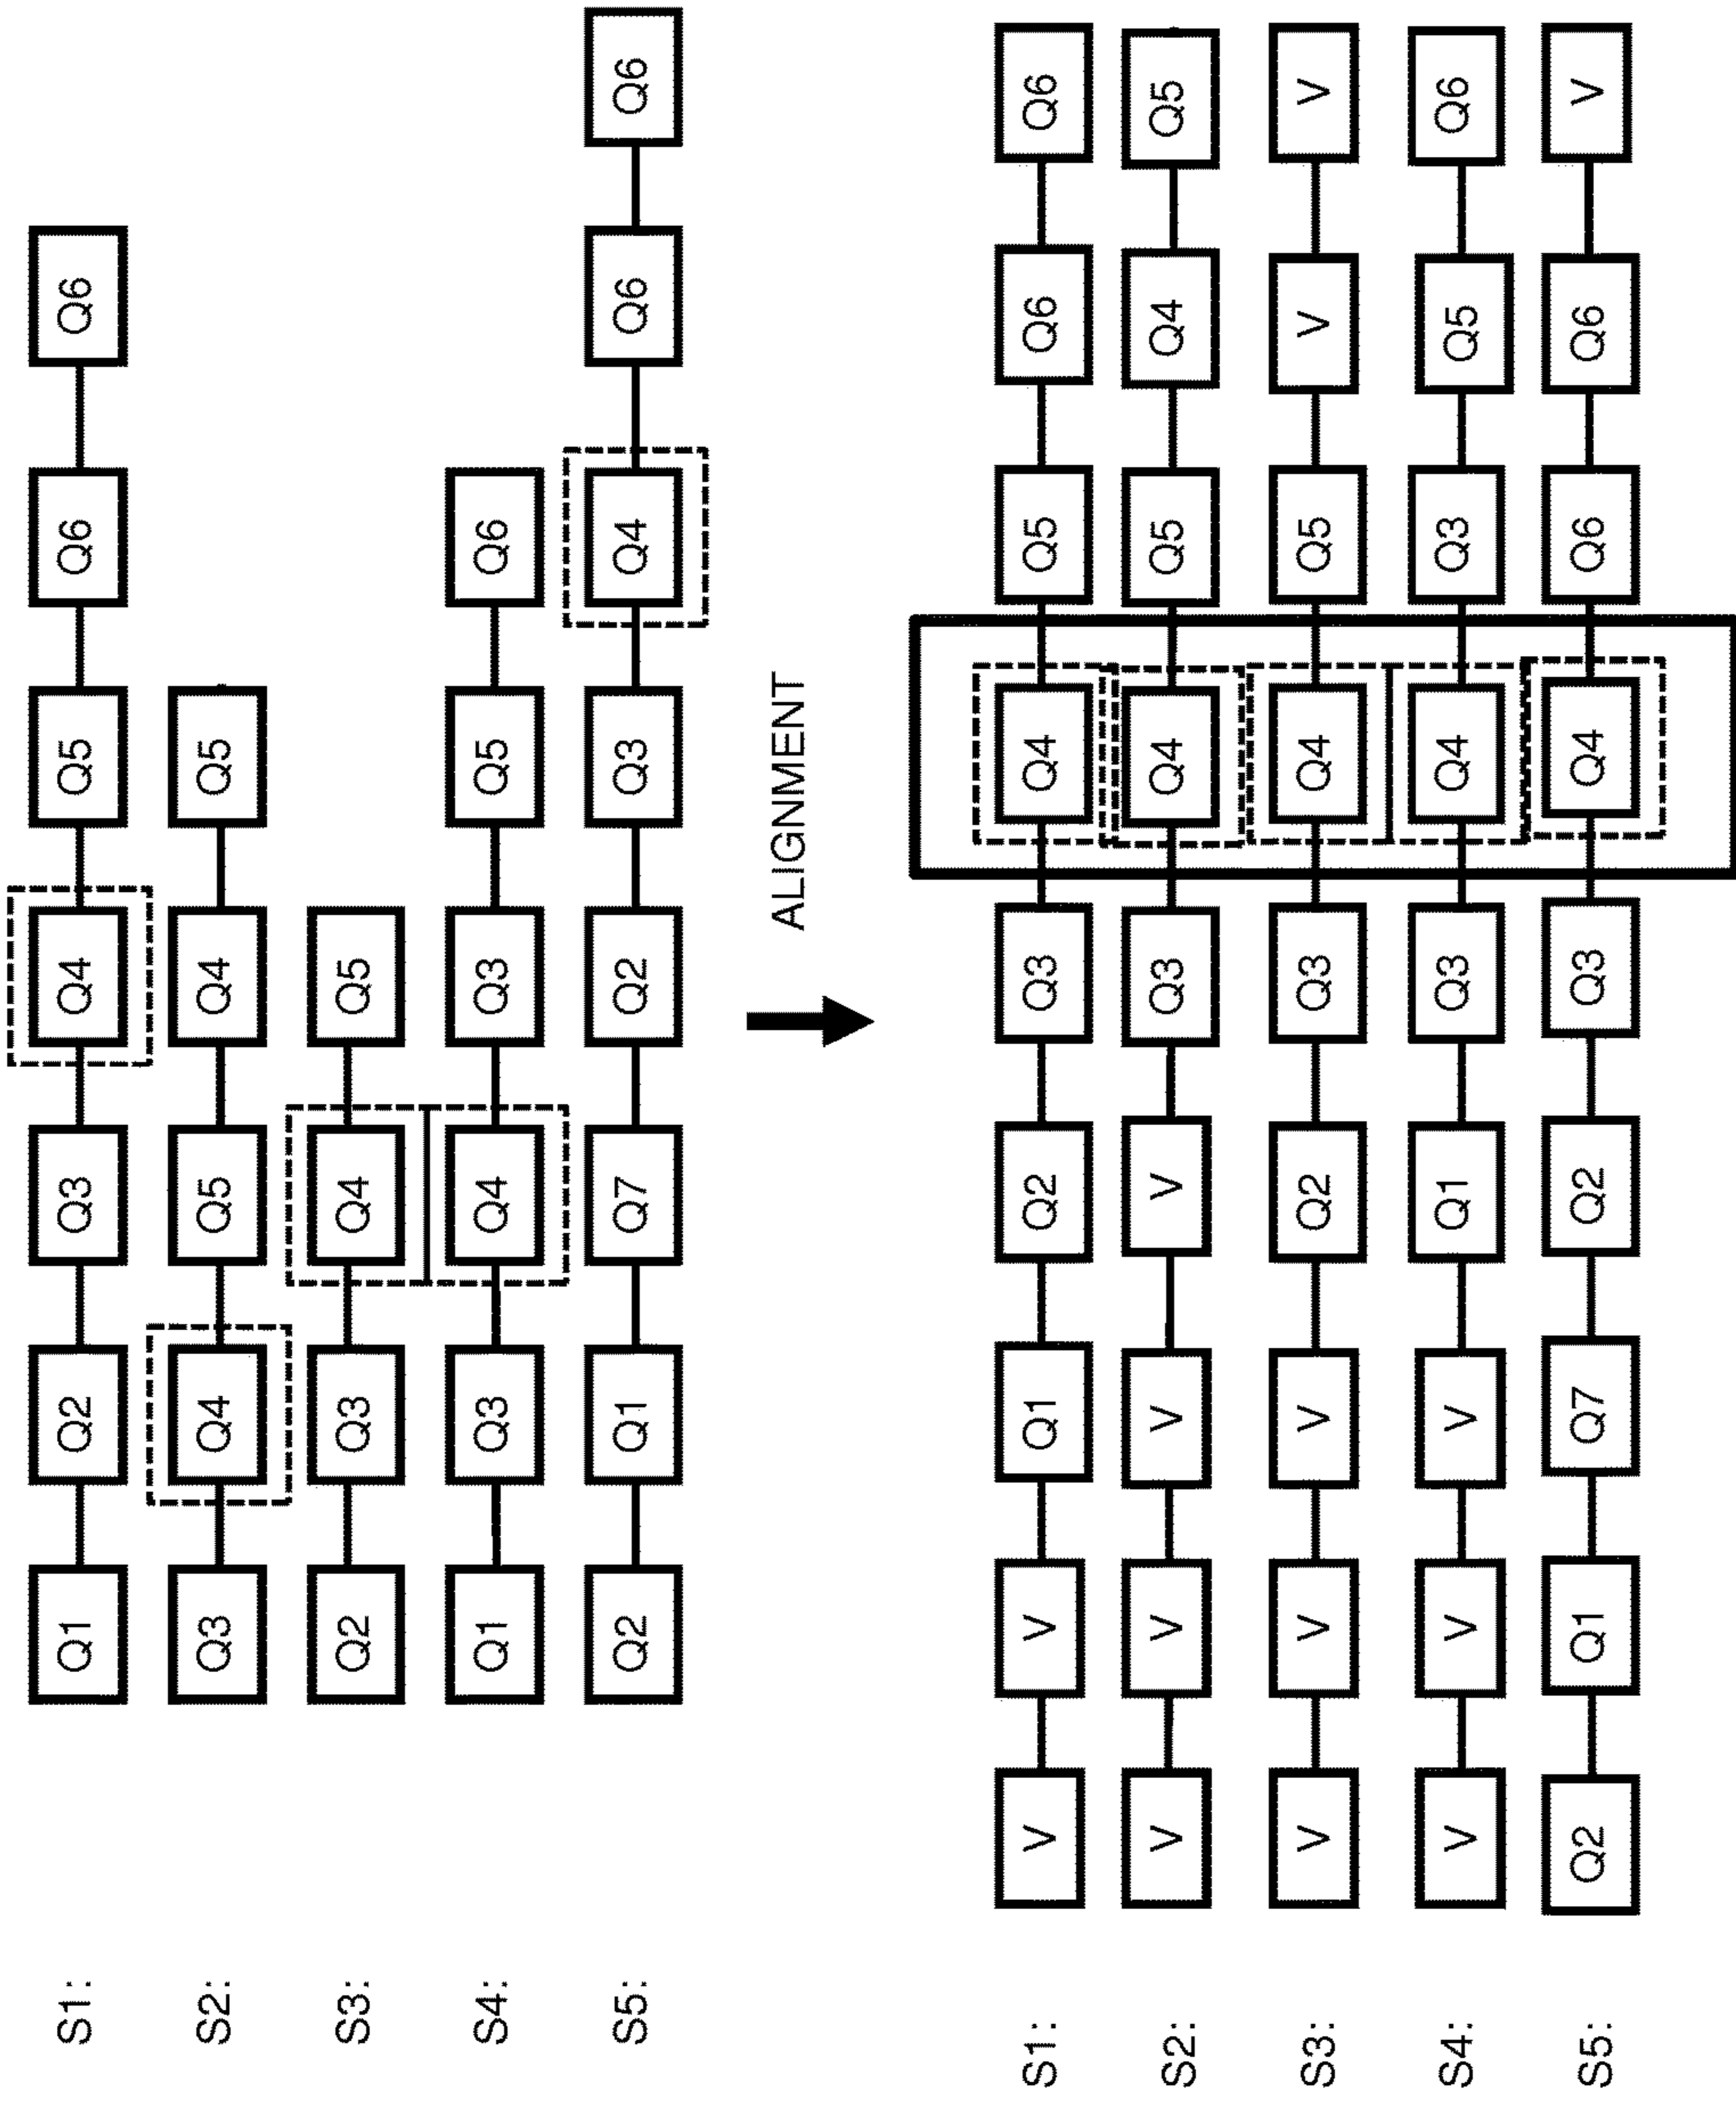 S1: Q1 Q2 Q3 Q4 Q5 Q6 Q6
S2: Q3 Q4 Q5 Q4 Q5
S3: Q2 Q3 Q4 Q5
S4: Q1 Q3 Q4 Q3 Q5 Q6
S5: Q2 Q1 Q7 Q2 Q3 Q4 Q6 Q6
ALIGNMENT
S1: V V Q1 Q2 Q3 Q4 Q5 Q6 Q6
S2: V V V V Q3 Q4 Q5 Q4 Q5
S3: V V V Q2 Q3 Q4 Q5 V V
S4: V V V Q1 Q3 Q4 Q3 Q5 Q6
S5: Q2 Q1 Q7 Q2 Q3 Q4 Q6 Q6 V